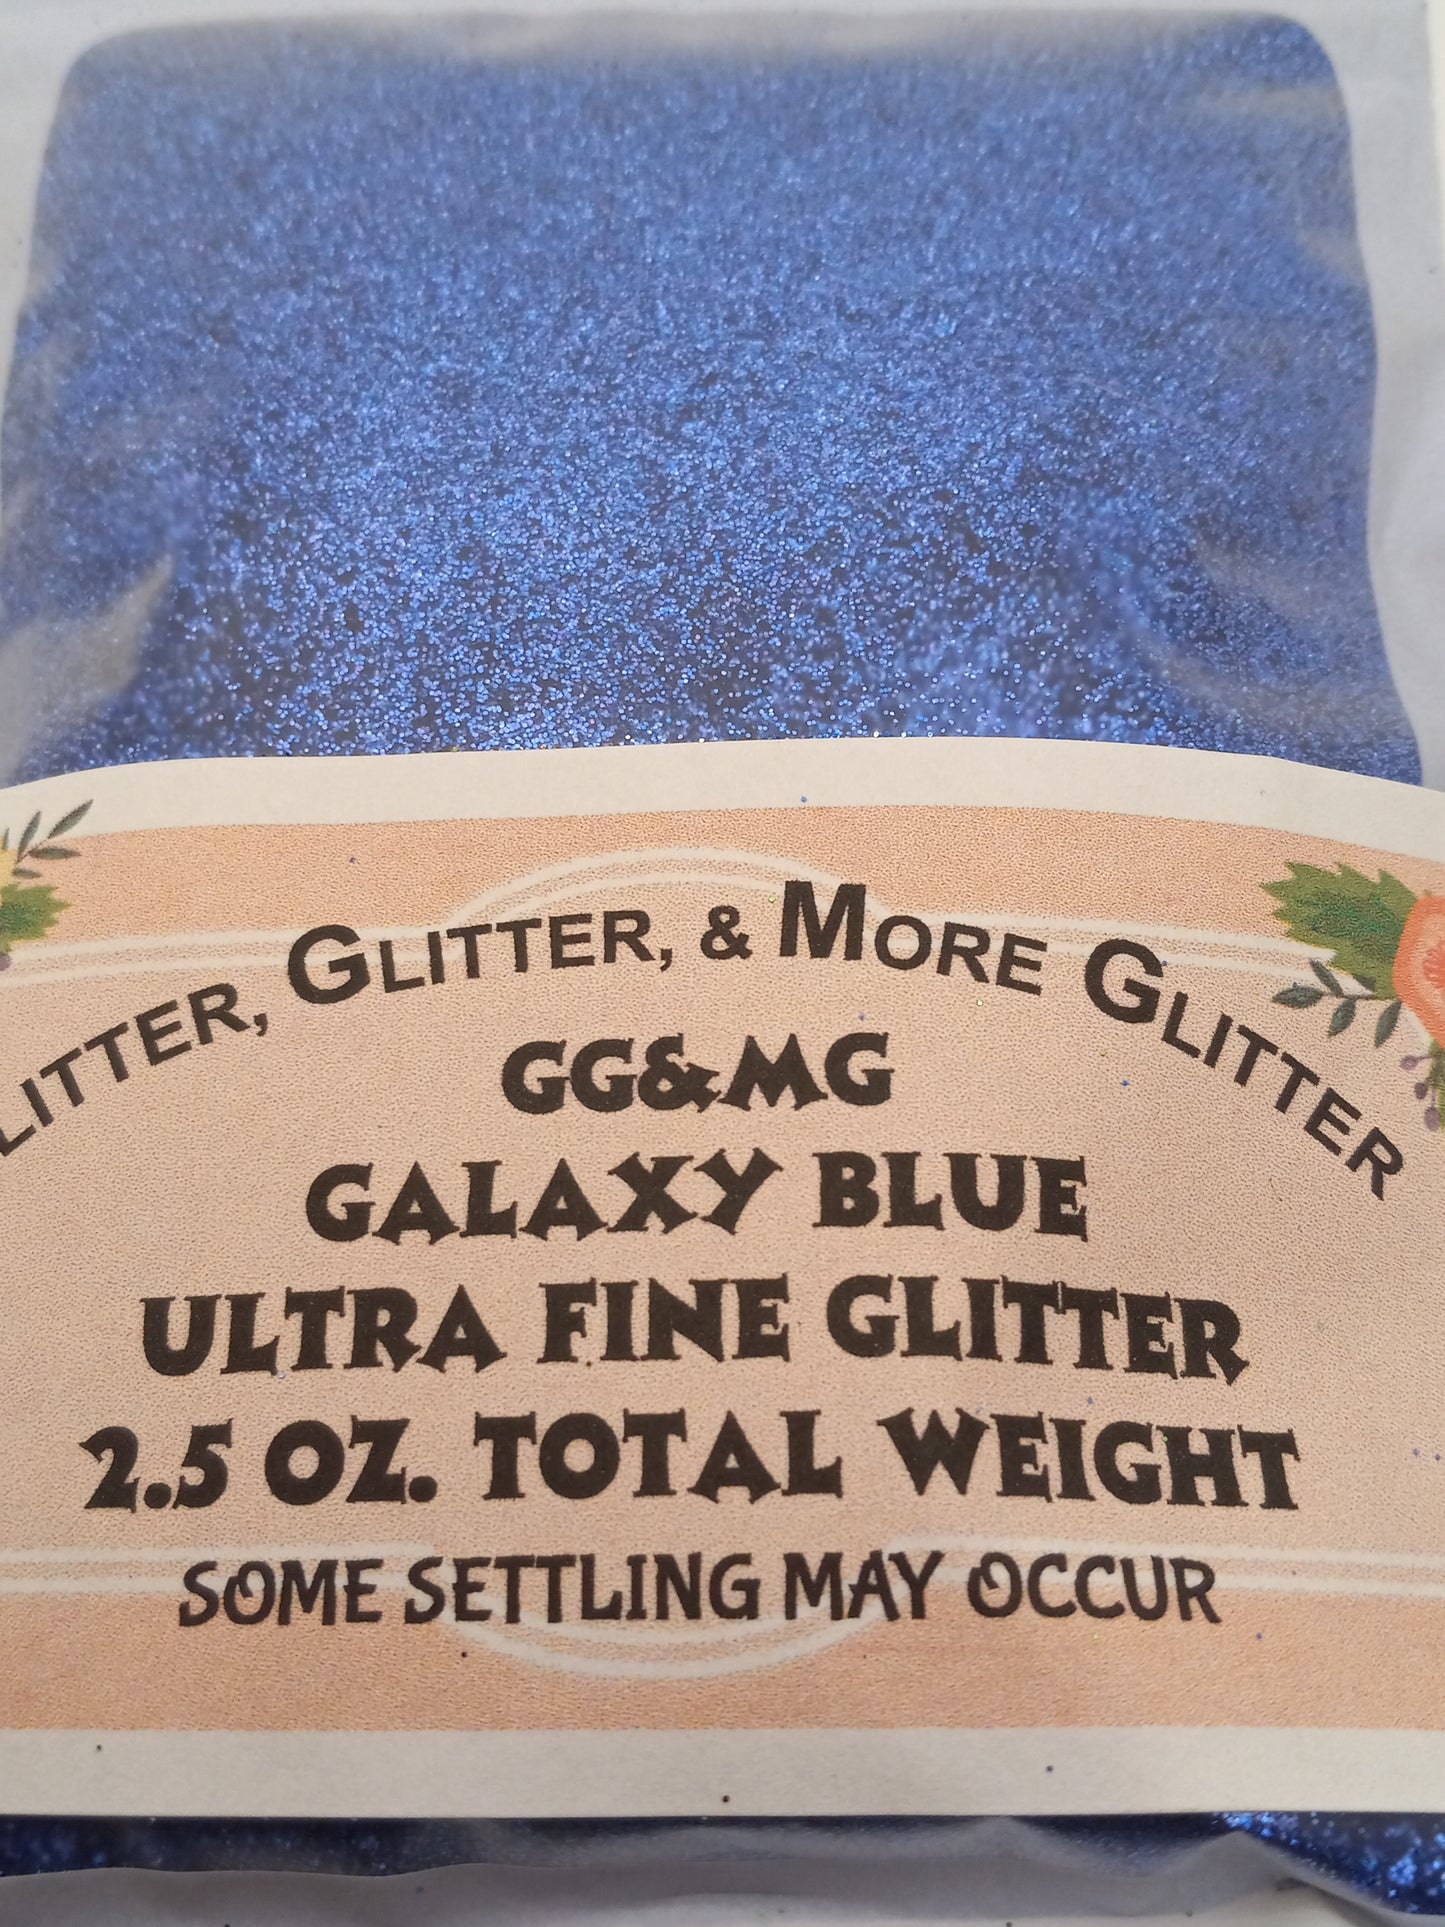 LITTER, GLITTER, & MORE GLITTER
GG&MG
GALAXY BLUE
ULTRA FINE GLITTER
2.5 OZ. TOTAL WEIGHT
SOME SETTLING MAY OCCUR